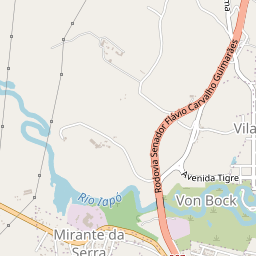 Rodovia Senador Flávio Carvalho Guimarães
Vila
Avenida Tigre
Rio Iapó
Von Bock
Mirante da
Serra